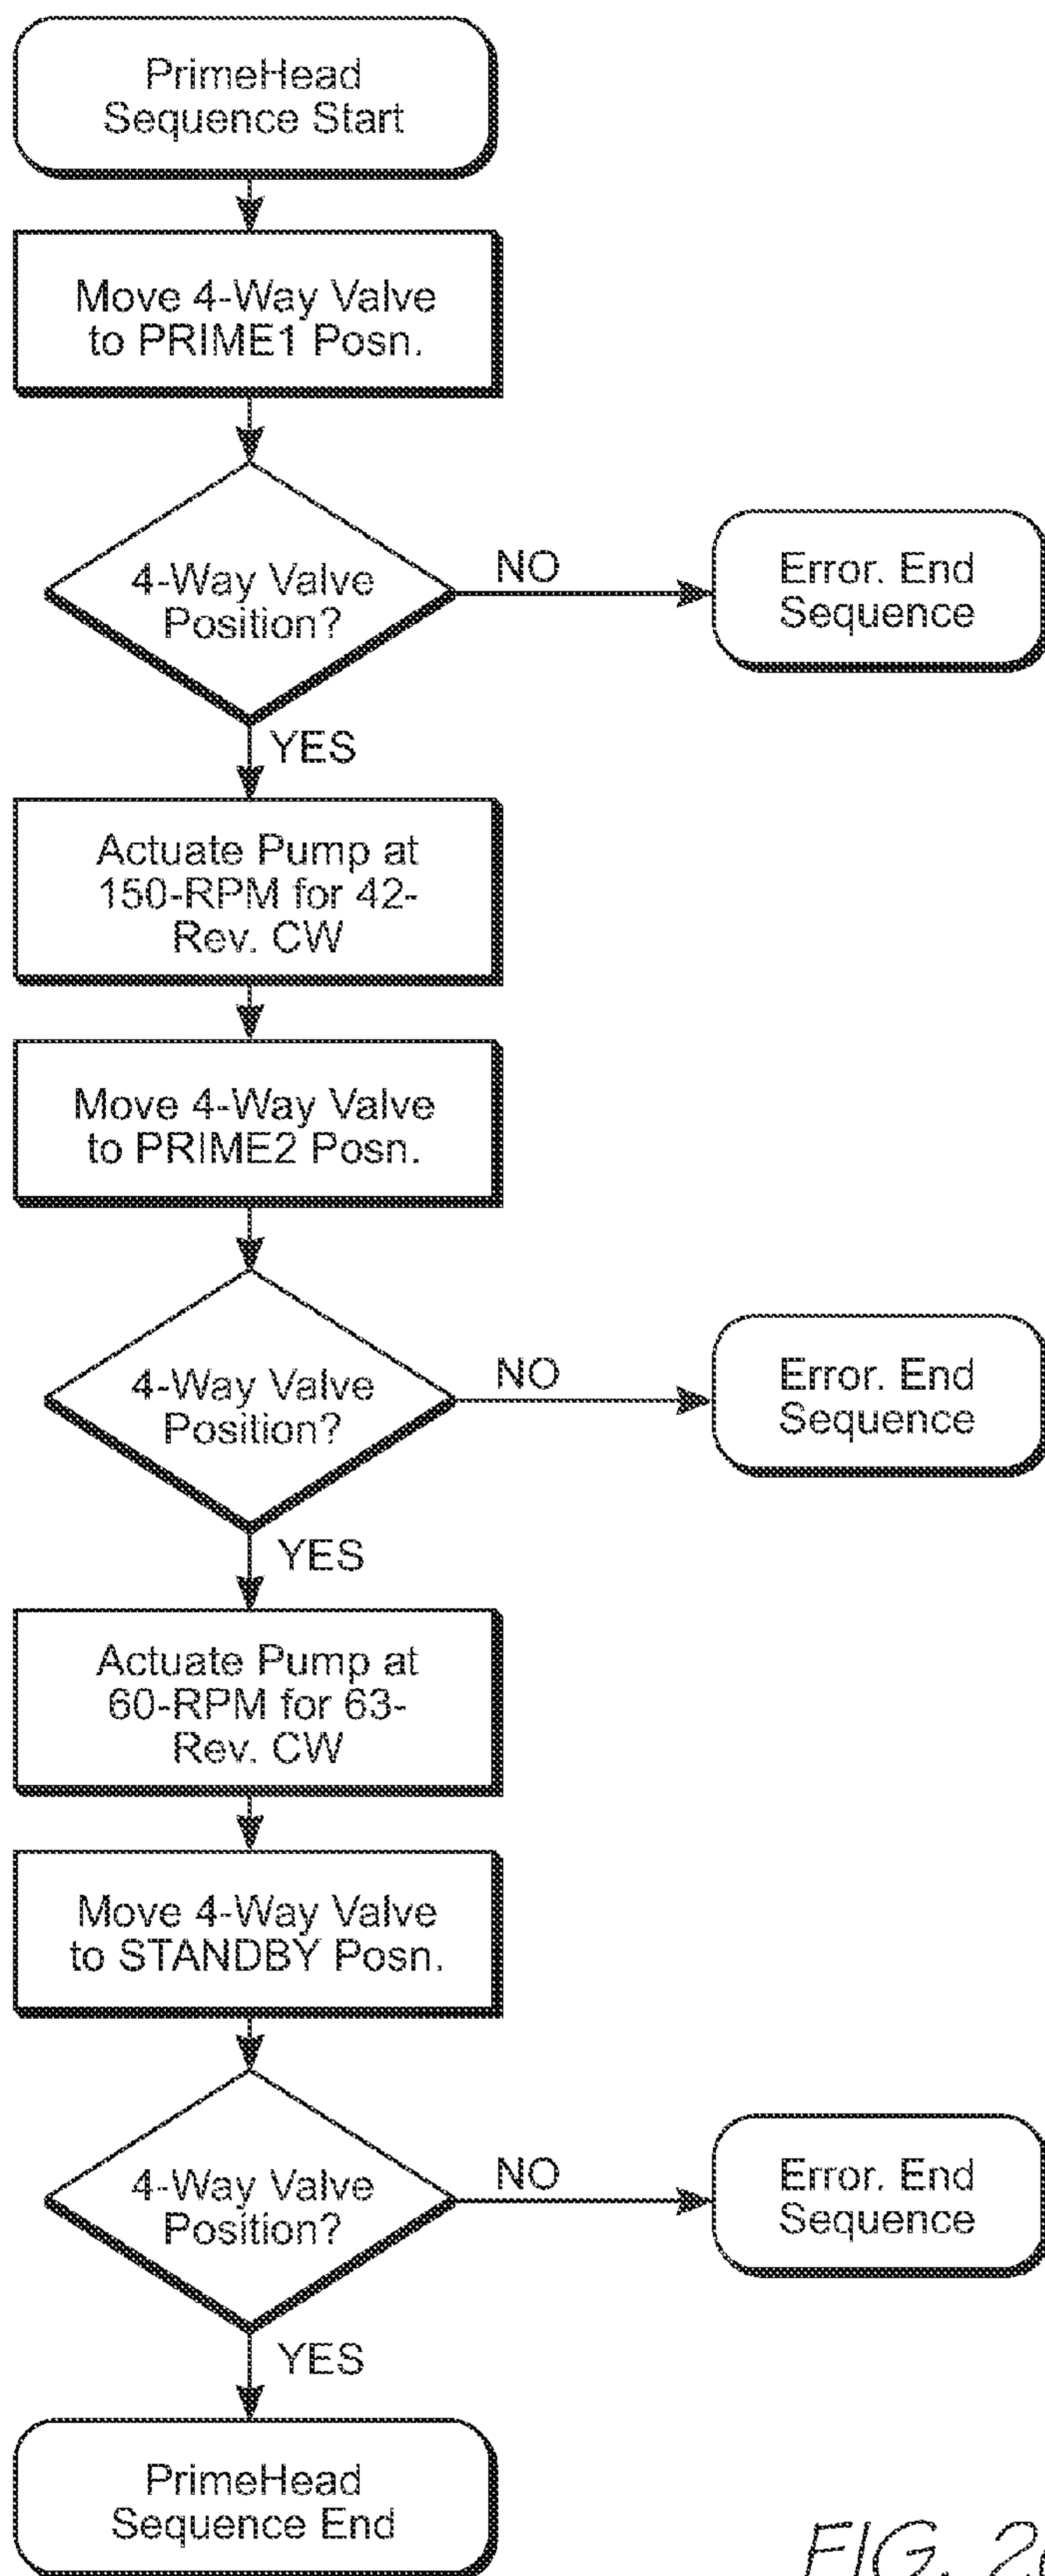 PrimeHead
Sequence Start
Move 4-Way Valve
to PRIME1 Posn.
4-Way Valve
Position?
NO
Error. End
Sequence
YES
Actuate Pump at
150-RPM for 42-
Rev. CW
Move 4-Way Valve
to PRIME2 Posn.
4-Way Valve
Position?
NO
Error. End
Sequence
YES
Actuate Pump at
60-RPM for 63-
Rev. CW
Move 4-Way Valve
to STANDBY Posn.
4-Way Valve
Position?
NO
Error. End
Sequence
YES
PrimeHead
Sequence End
FIG.